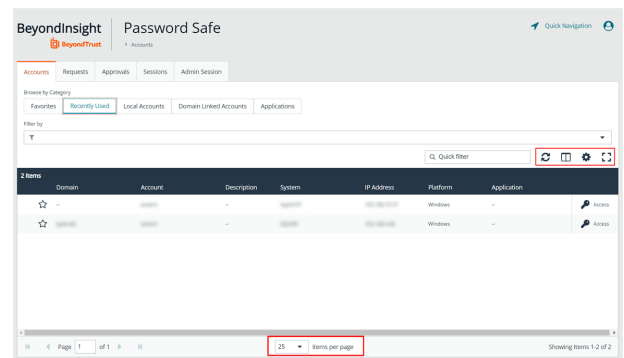 BeyondInsight Password Safe
BeyondTrust Accounts
Quick Navigation
Accounts Requests Approvals Sessions Admin Session
Browse by Category
Favorites Recently Used Local Accounts Domain Linked Accounts Applications
Filter by
Quick filter
2 Items
Domain Account Description System IP Address Platform Application
– – Windows – Access
– Windows – Access
Page 1 of 1 25 items per page Showing Items 1-2 of 2